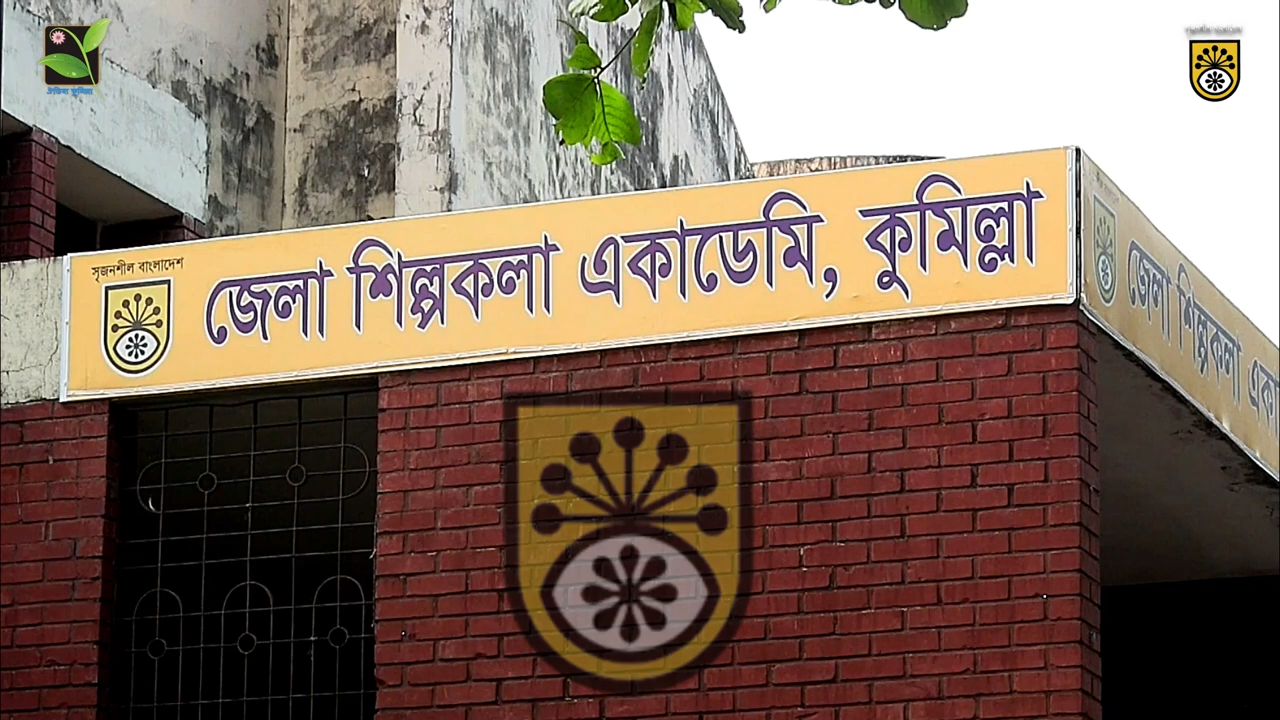 সৃজনশীল বাংলাদেশ
জেলা শিল্পকলা একাডেমি, কুমিল্লা
জেলা শিল্পকলা এক